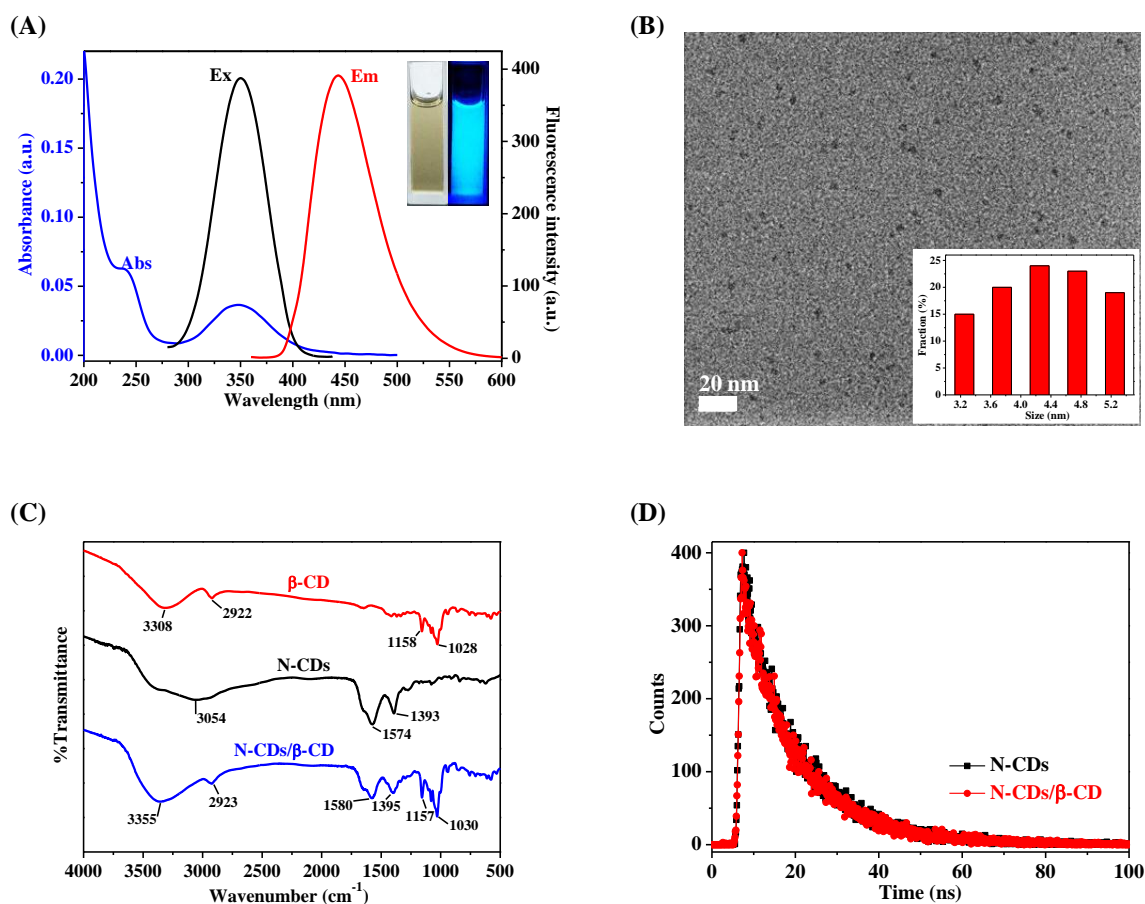 (A)
Ex
Em
Abs
0.20
0.15
0.10
0.05
0.00
Absorbance (a.u.)
400
300
200
100
0
Fluorescence intensity (a.u.)
200 250 300 350 400 450 500 600
Wavelength (nm)
(B)
20 nm
25
20
15
10
5
0
Fraction (%)
3.2 3.6 4.0 4.4 4.8 5.2
Size (nm)
(C)
%Transmittance
β-CD
3308
2922
1158
1028
N-CDs
3054
1574
1393
N-CDs/β-CD
3355
2923
1580
1395
1157
1030
4000 3500 3000 2500 2000 1500 1000 500
Wavenumber (cm⁻¹)
(D)
400
300
200
100
0
Counts
N-CDs
N-CDs/β-CD
0 20 40 60 80 100
Time (ns)